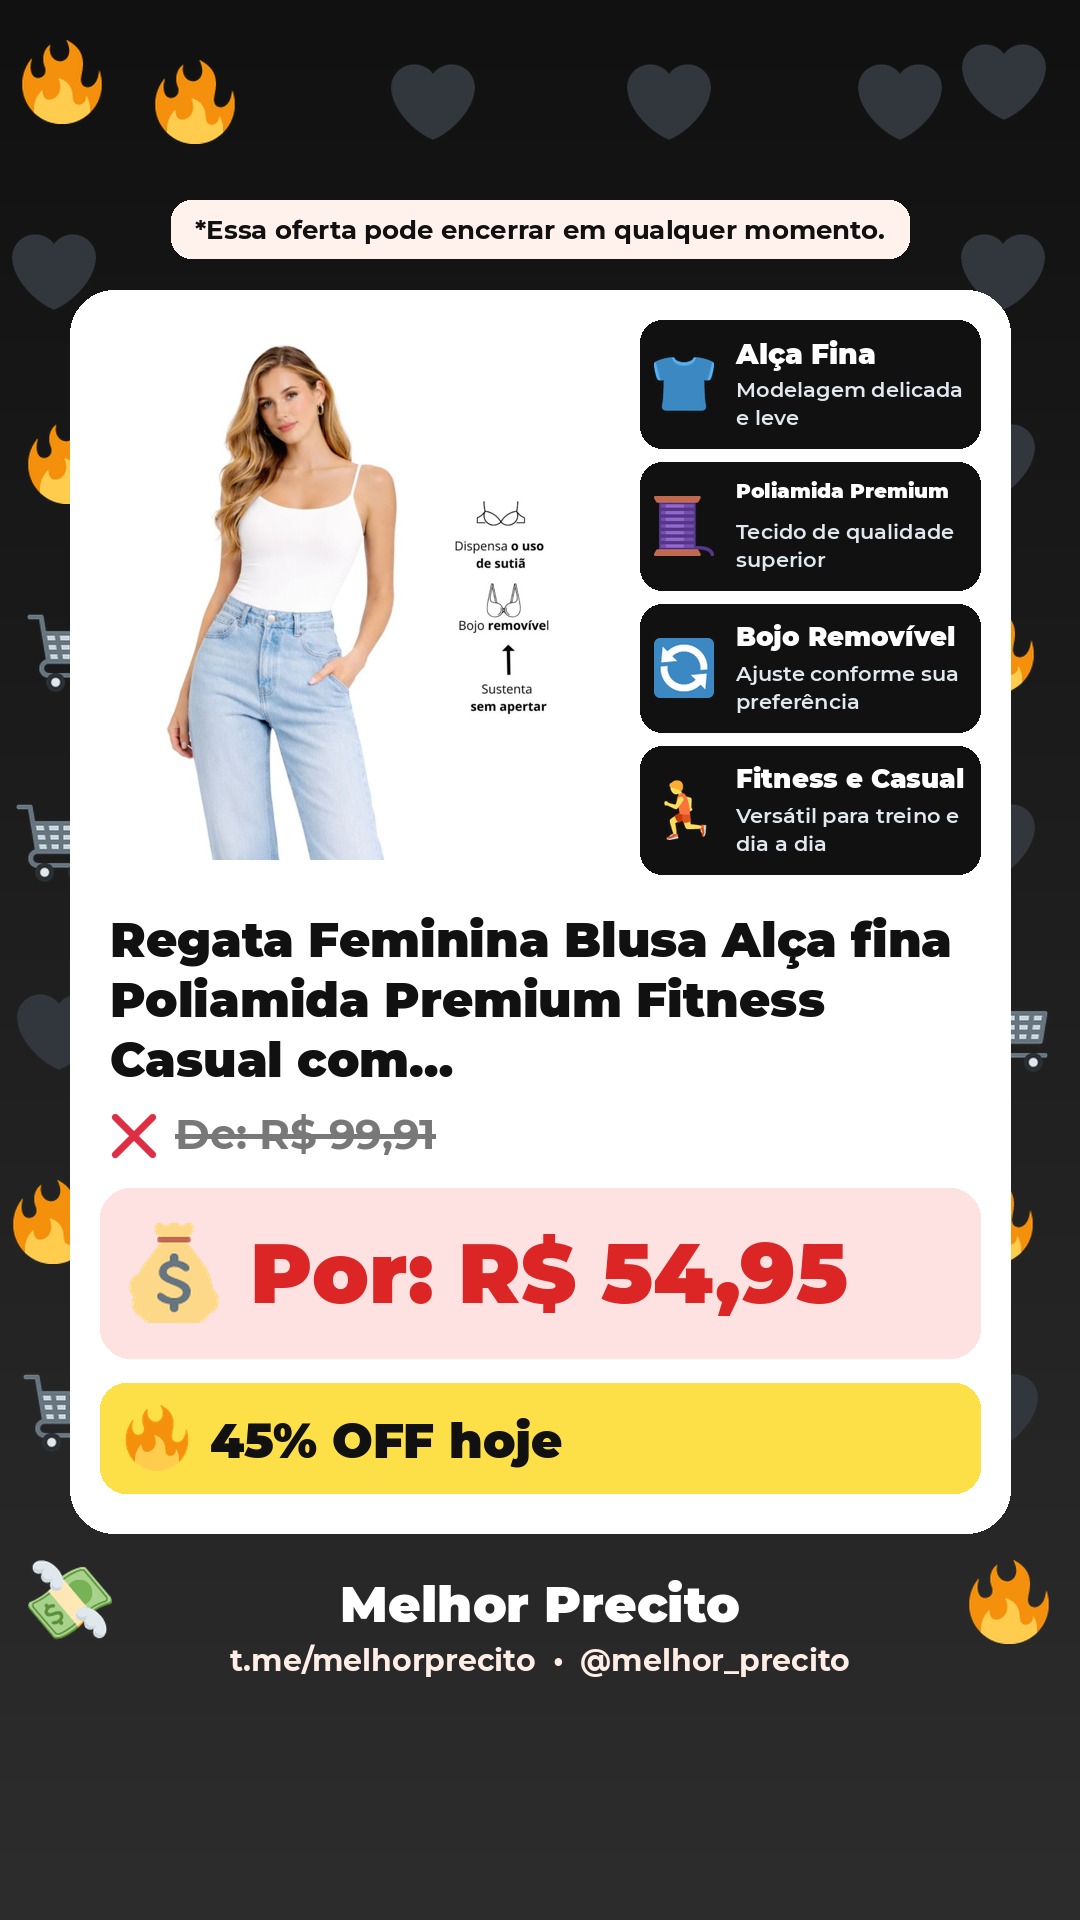 *Essa oferta pode encerrar em qualquer momento.
Dispensa o uso
de sutiã
Bojo removível
Sustenta
sem apertar
Alça Fina
Modelagem delicada
e leve
Poliamida Premium
Tecido de qualidade
superior
Bojo Removível
Ajuste conforme sua
preferência
Fitness e Casual
Versátil para treino e
dia a dia
Regata Feminina Blusa Alça fina
Poliamida Premium Fitness
Casual com...
De: R$ 99,91
Por: R$ 54,95
45% OFF hoje
Melhor Precito
t.me/melhorprecito • @melhor_precito